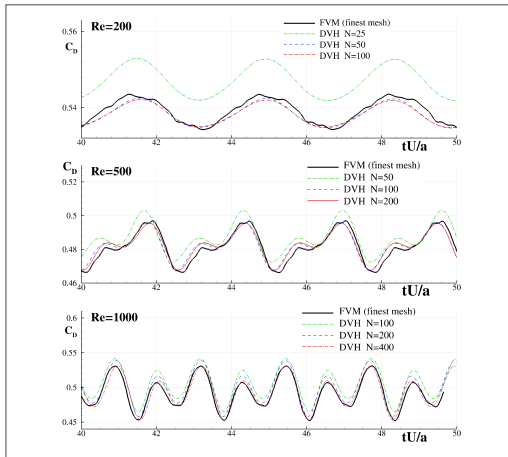 Re=200
FVM (finest mesh)
DVH N=25
DVH N=50
DVH N=100
0.56
C_D
0.54
40 42 44 46 48 50
tU/a
Re=500
FVM (finest mesh)
DVH N=50
DVH N=100
DVH N=200
C_D
0.5
0.48
0.46
40 42 44 46 48 50
tU/a
Re=1000
FVM (finest mesh)
DVH N=100
DVH N=200
DVH N=400
0.6
C_D
0.55
0.5
0.45
40 42 44 46 48 50
tU/a